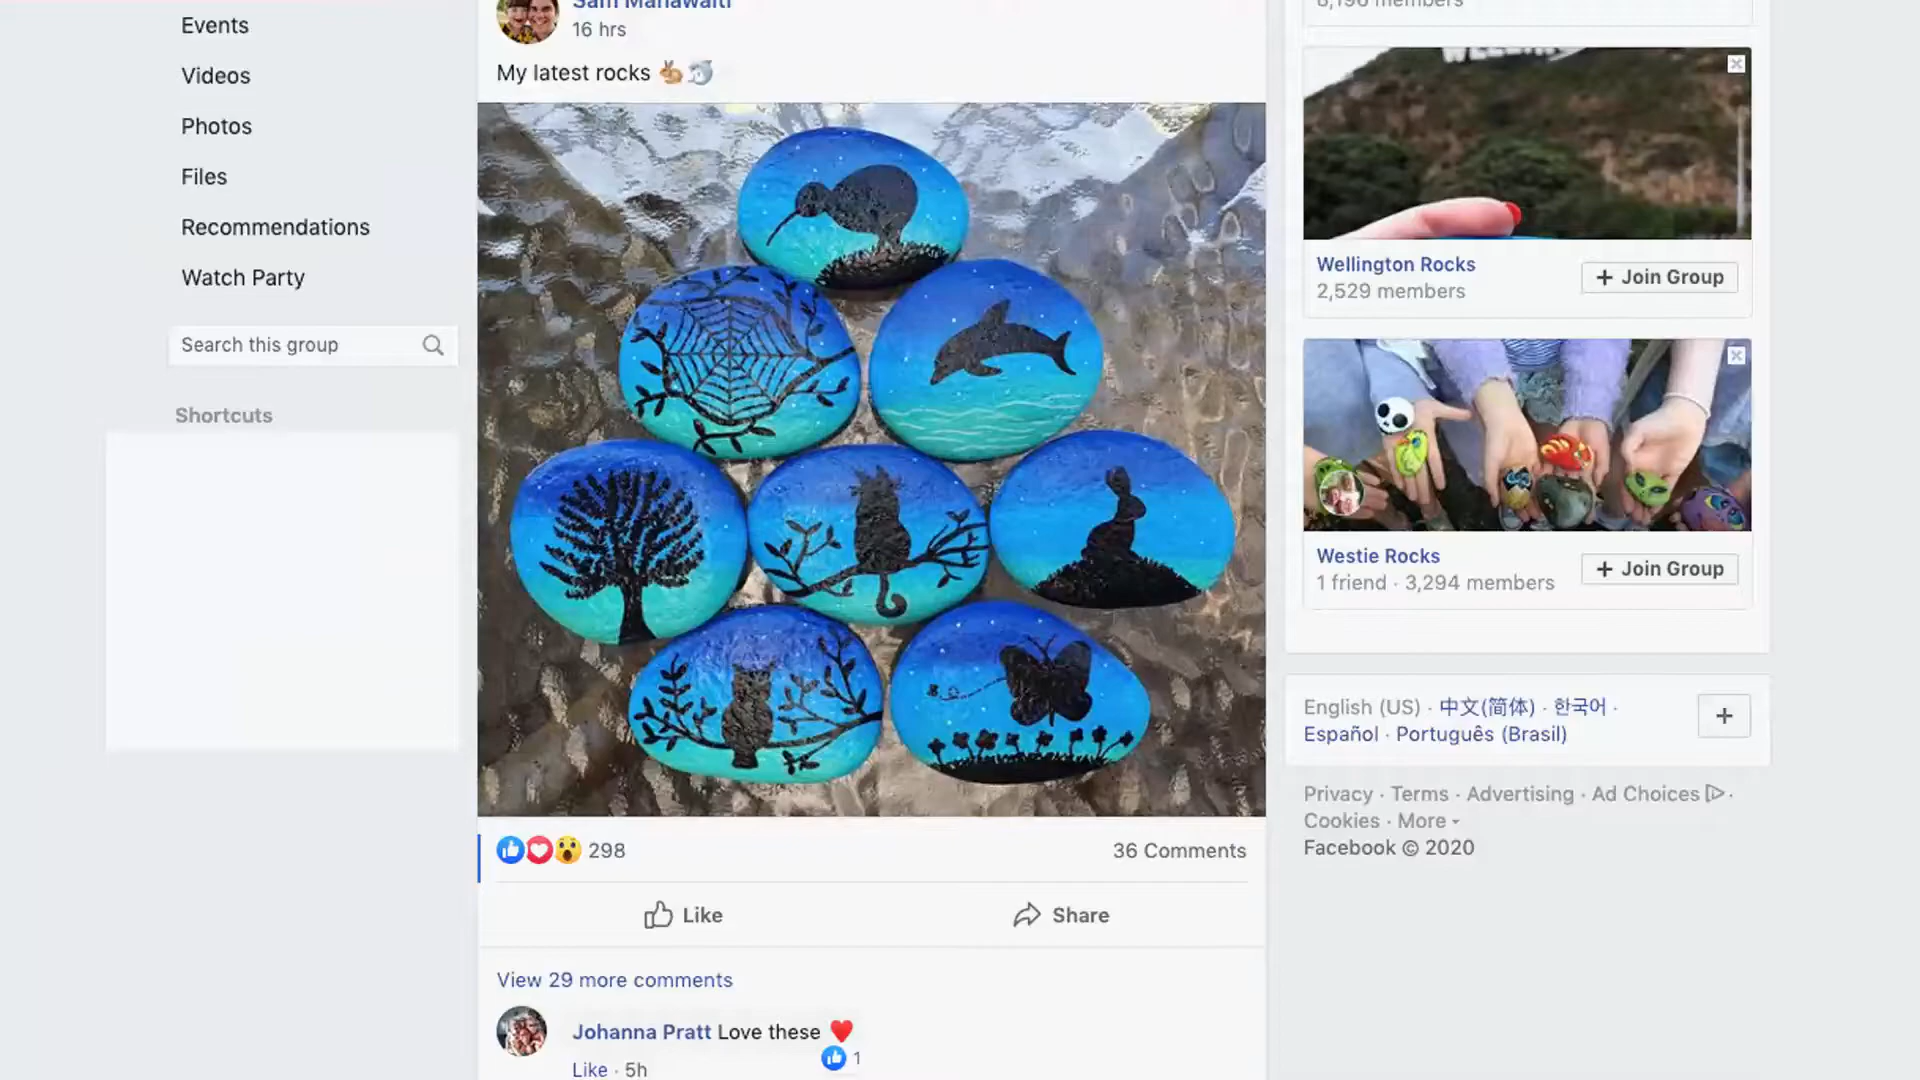 Events
Videos
Photos
Files
Recommendations
Watch Party
Search this group
Shortcuts
16 hrs
My latest rocks
298
36 Comments
Like
Share
View 29 more comments
Johanna Pratt Love these
1
Like · 5h
members
Wellington Rocks
2,529 members
+ Join Group
Westie Rocks
1 friend · 3,294 members
+ Join Group
English (US) · 中文(简体) · 한국어 ·
Español · Português (Brasil)
+
Privacy · Terms · Advertising · Ad Choices ·
Cookies · More
Facebook © 2020